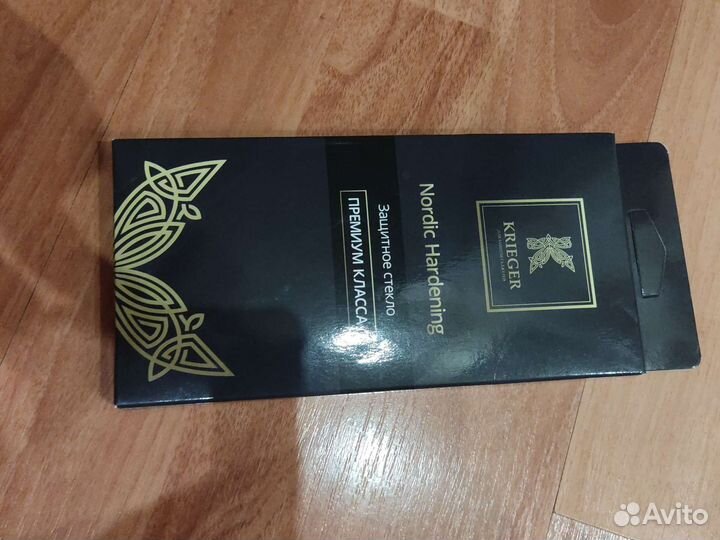 KRIEGER
Nordic Hardening
Защитное стекло
ПРЕМИУМ КЛАССА
Avito